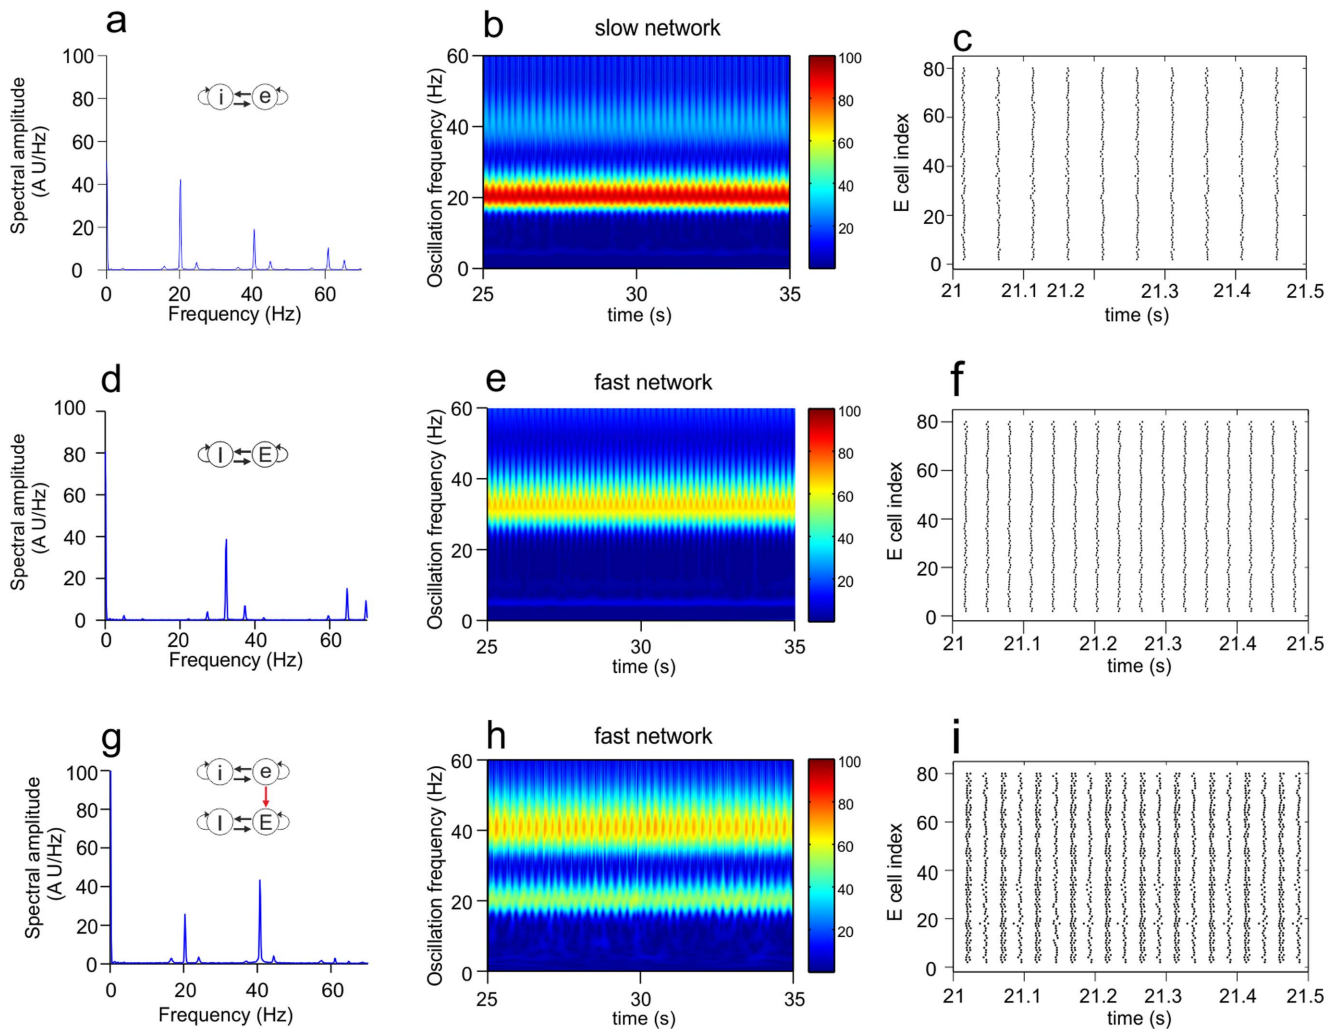 a
Spectral amplitude
(A U/Hz)
100
80
60
40
20
0
i e
0 20 40 60
Frequency (Hz)
b
slow network
Oscillation frequency (Hz)
60
40
20
0
25 30 35
time (s)
100
80
60
40
20
c
E cell index
80
60
40
20
0
21 21.1 21.2 21.3 21.4 21.5
time (s)
d
Spectral amplitude
(A U/Hz)
100
80
60
40
20
0
I E
0 20 40 60
Frequency (Hz)
e
fast network
Oscillation frequency (Hz)
60
40
20
0
25 30 35
time (s)
100
80
60
40
20
f
E cell index
80
60
40
20
0
21 21.1 21.2 21.3 21.4 21.5
time (s)
g
Spectral amplitude
(A U/Hz)
100
80
60
40
20
0
i e
I E
0 20 40 60
Frequency (Hz)
h
fast network
Oscillation frequency (Hz)
60
40
20
0
25 30 35
time (s)
100
80
60
40
20
i
E cell index
80
60
40
20
0
21 21.1 21.2 21.3 21.4 21.5
time (s)